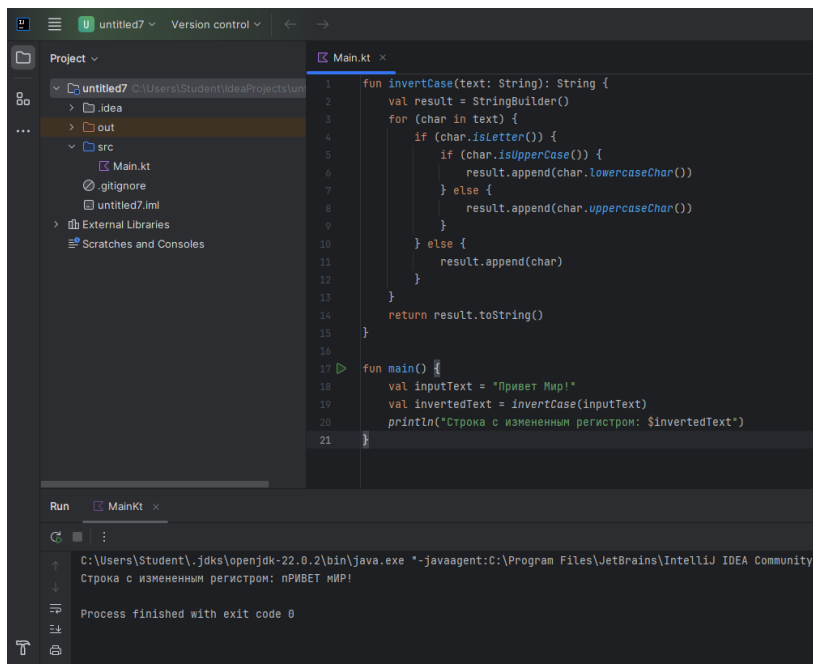 U untitled7 Version control
Project
Main.kt
untitled7 C:\Users\Student\IdeaProjects\un
.idea
out
src
Main.kt
.gitignore
untitled7.iml
External Libraries
Scratches and Consoles
1 fun invertCase(text: String): String {
2 val result = StringBuilder()
3 for (char in text) {
4 if (char.isLetter()) {
5 if (char.isUpperCase()) {
6 result.append(char.lowercaseChar())
7 } else {
8 result.append(char.uppercaseChar())
9 }
10 } else {
11 result.append(char)
12 }
13 }
14 return result.toString()
15 }
16
17 fun main() {
18 val inputText = "Привет Мир!"
19 val invertedText = invertCase(inputText)
20 println("Строка с измененным регистром: $invertedText")
21 }
Run MainKt
C:\Users\Student\.jdks\openjdk-22.0.2\bin\java.exe "-javaagent:C:\Program Files\JetBrains\IntelliJ IDEA Community
Строка с измененным регистром: пРИВЕТ мИР!
Process finished with exit code 0